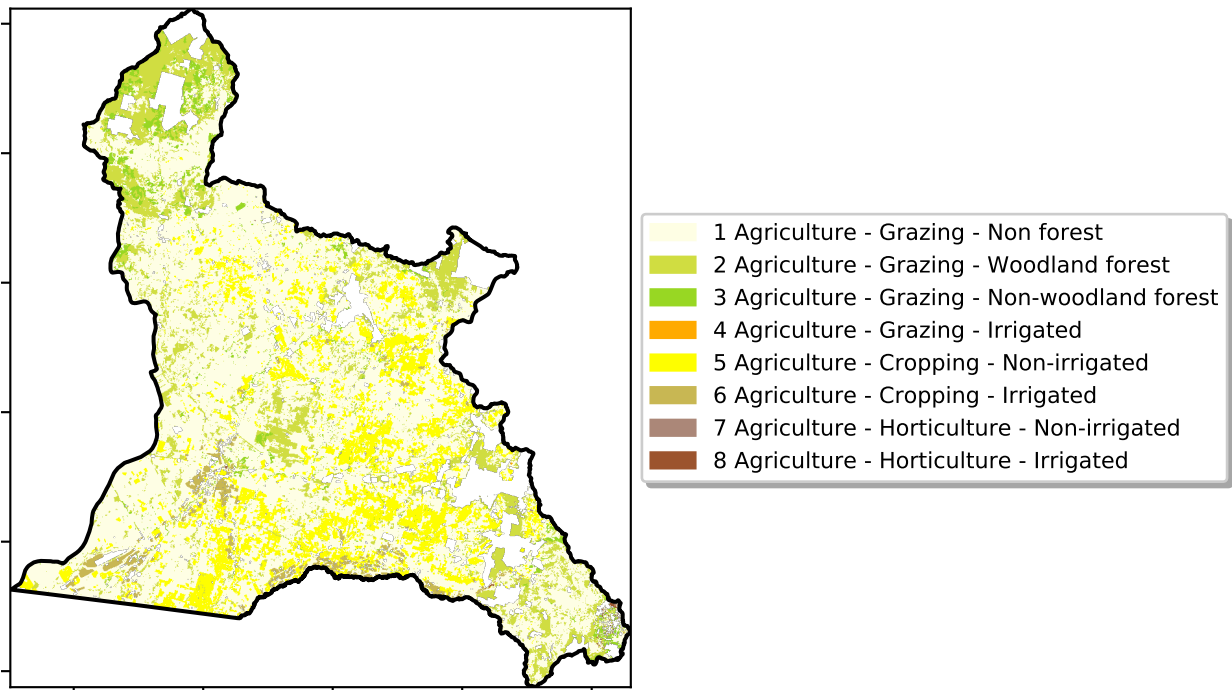 1 Agriculture - Grazing - Non forest
2 Agriculture - Grazing - Woodland forest
3 Agriculture - Grazing - Non-woodland forest
4 Agriculture - Grazing - Irrigated
5 Agriculture - Cropping - Non-irrigated
6 Agriculture - Cropping - Irrigated
7 Agriculture - Horticulture - Non-irrigated
8 Agriculture - Horticulture - Irrigated